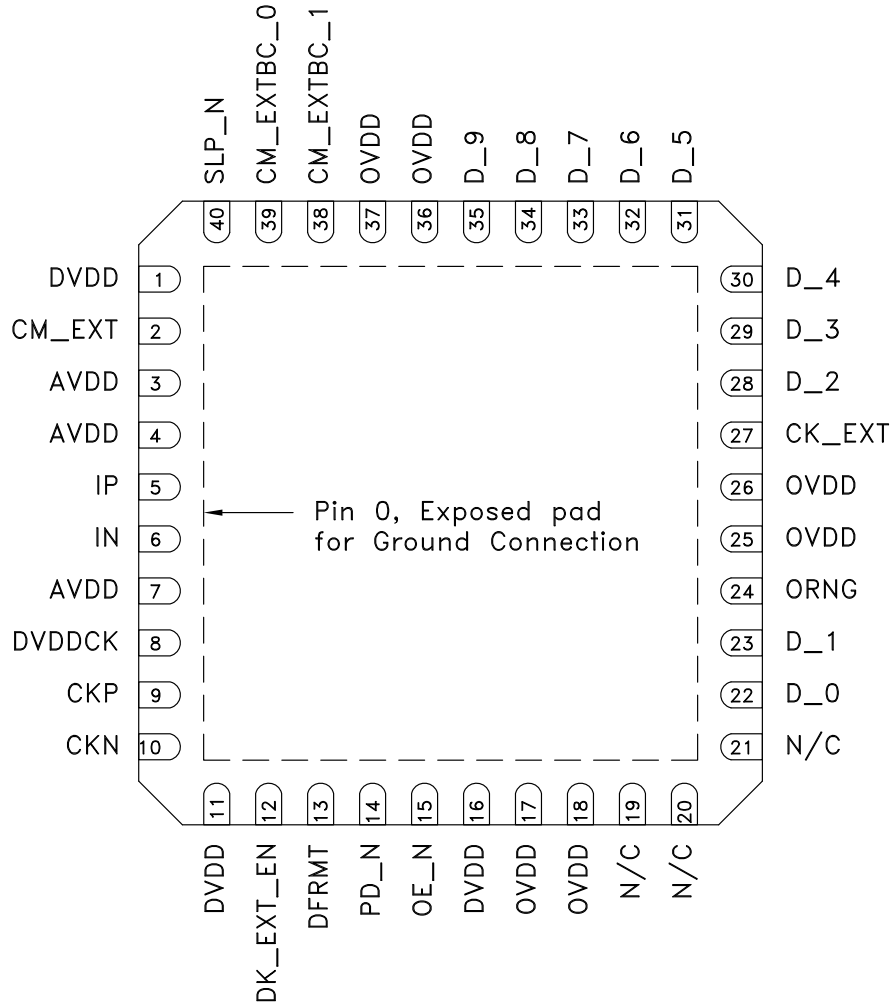 SLP_N
CM_EXTBC_0
CM_EXTBC_1
OVDD
OVDD
D_9
D_8
D_7
D_6
D_5
40
39
38
37
36
35
34
33
32
31
DVDD 1
CM_EXT 2
AVDD 3
AVDD 4
IP 5
IN 6
AVDD 7
DVDDCK 8
CKP 9
CKN 10
Pin 0, Exposed pad
for Ground Connection
30 D_4
29 D_3
28 D_2
27 CK_EXT
26 OVDD
25 OVDD
24 ORNG
23 D_1
22 D_0
21 N/C
11
12
13
14
15
16
17
18
19
20
DVDD
DK_EXT_EN
DFRMT
PD_N
OE_N
DVDD
OVDD
OVDD
N/C
N/C